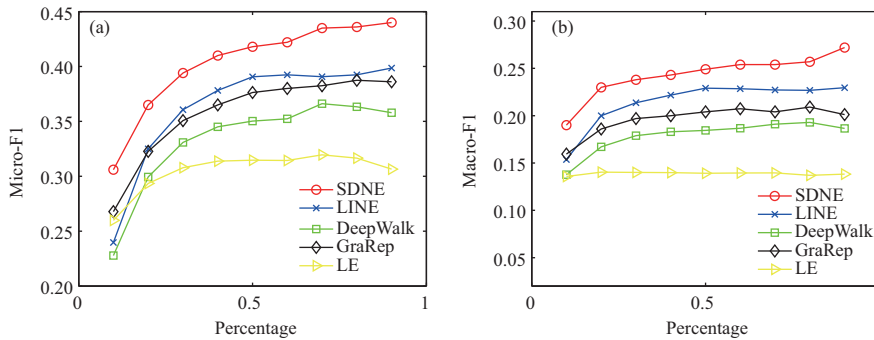 (a)
0.45
0.40
0.35
0.30
0.25
0.20
Micro-F1
SDNE
LINE
DeepWalk
GraRep
LE
0
0.5
1
Percentage
(b)
0.30
0.25
0.20
0.15
0.10
0.05
Macro-F1
SDNE
LINE
DeepWalk
GraRep
LE
0
0.5
Percentage